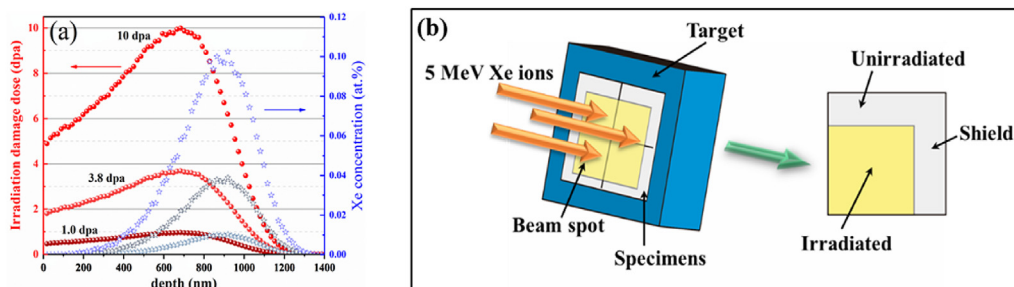 (a)
10 dpa
3.8 dpa
1.0 dpa
Irradiation damage dose (dpa)
10
8
6
4
2
0
0 200 400 600 800 1000 1200 1400
depth (nm)
0.12
0.10
0.08
0.06
0.04
0.02
0.00
Xe concentration (at.%)
(b)
Target
5 MeV Xe ions
Beam spot
Specimens
Unirradiated
Shield
Irradiated